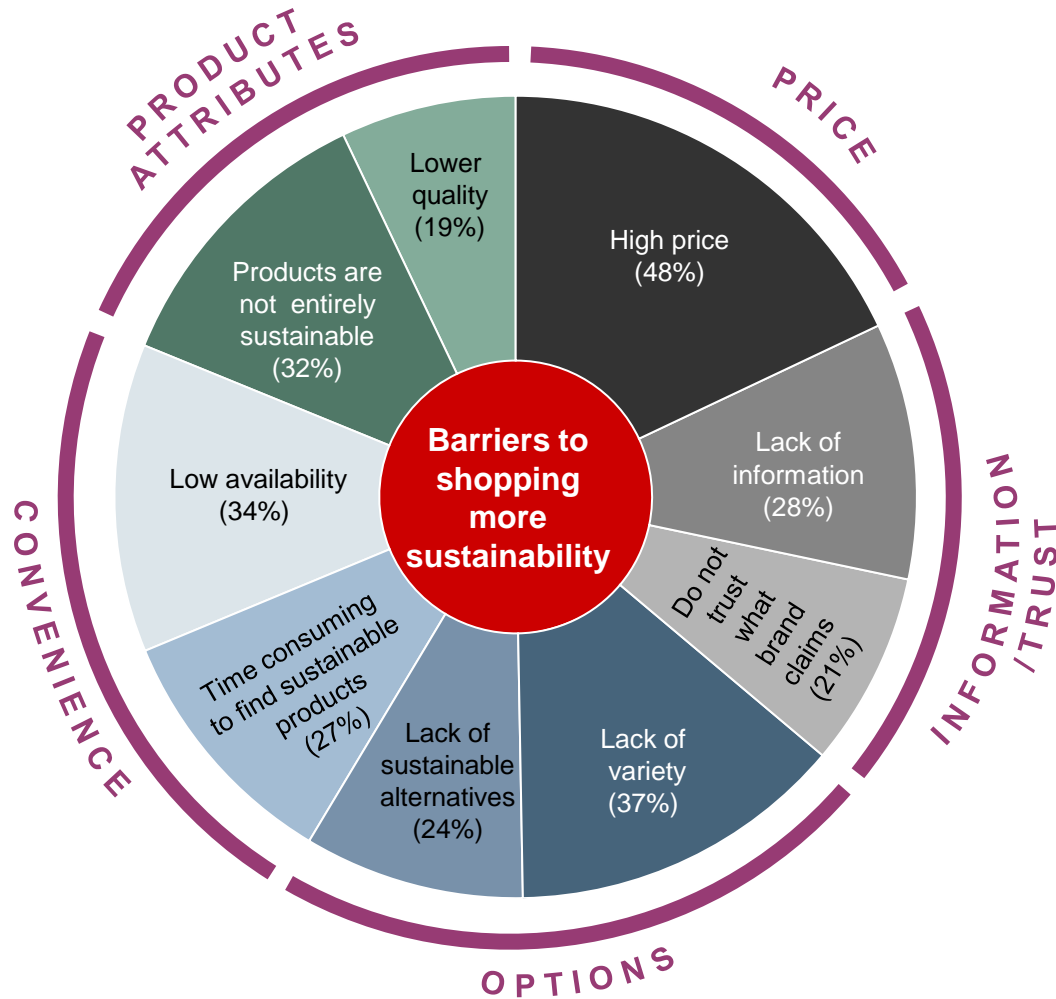 PRODUCT
ATTRIBUTES
PRICE
INFORMATION
/TRUST
OPTIONS
CONVENIENCE
Barriers to
shopping
more
sustainability
High price
(48%)
Lack of
information
(28%)
Do not
trust
what
brand
claims
(21%)
Lack of
variety
(37%)
Lack of
sustainable
alternatives
(24%)
Time consuming
to find sustainable
products
(27%)
Low availability
(34%)
Products are
not entirely
sustainable
(32%)
Lower
quality
(19%)